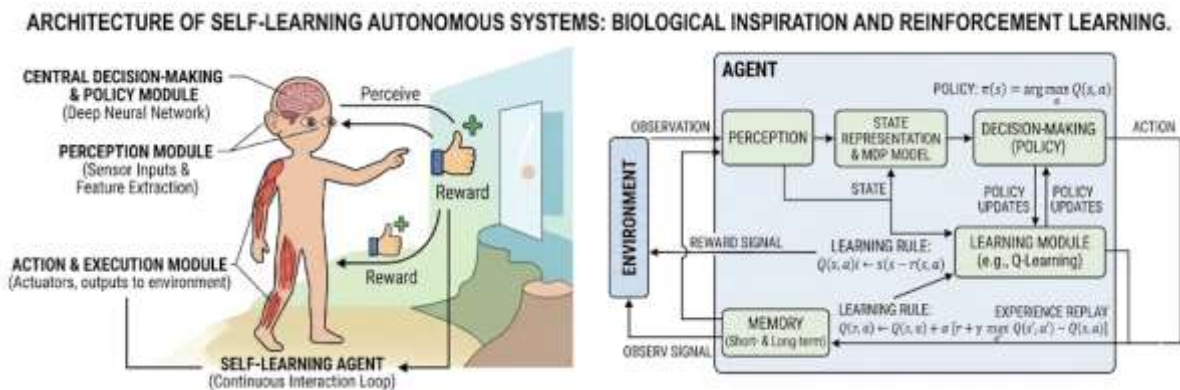 ARCHITECTURE OF SELF-LEARNING AUTONOMOUS SYSTEMS: BIOLOGICAL INSPIRATION AND REINFORCEMENT LEARNING.
CENTRAL DECISION-MAKING
& POLICY MODULE
(Deep Neural Network)
PERCEPTION MODULE
(Sensor Inputs &
Feature Extraction)
ACTION & EXECUTION MODULE
(Actuators, outputs to environment)
Perceive
Reward
Reward
SELF-LEARNING AGENT
(Continuous Interaction Loop)
AGENT
POLICY: π(s) = arg max Q(s, a)
a
OBSERVATION
PERCEPTION
STATE
REPRESENTATION
& MDP MODEL
DECISION-MAKING
(POLICY)
ACTION
ENVIRONMENT
STATE
POLICY
UPDATES
POLICY
UPDATES
REWARD SIGNAL
LEARNING RULE:
Q(s, a)i ← s(s − r(s, a)
LEARNING MODULE
(e.g., Q-Learning)
LEARNING RULE:
EXPERIENCE REPLAY
Q(r, a) ← Q(s, a) + a [r + γ max Q(s', a') − Q(s, a)]
MEMORY
(Short- & Long term)
OBSERV SIGNAL